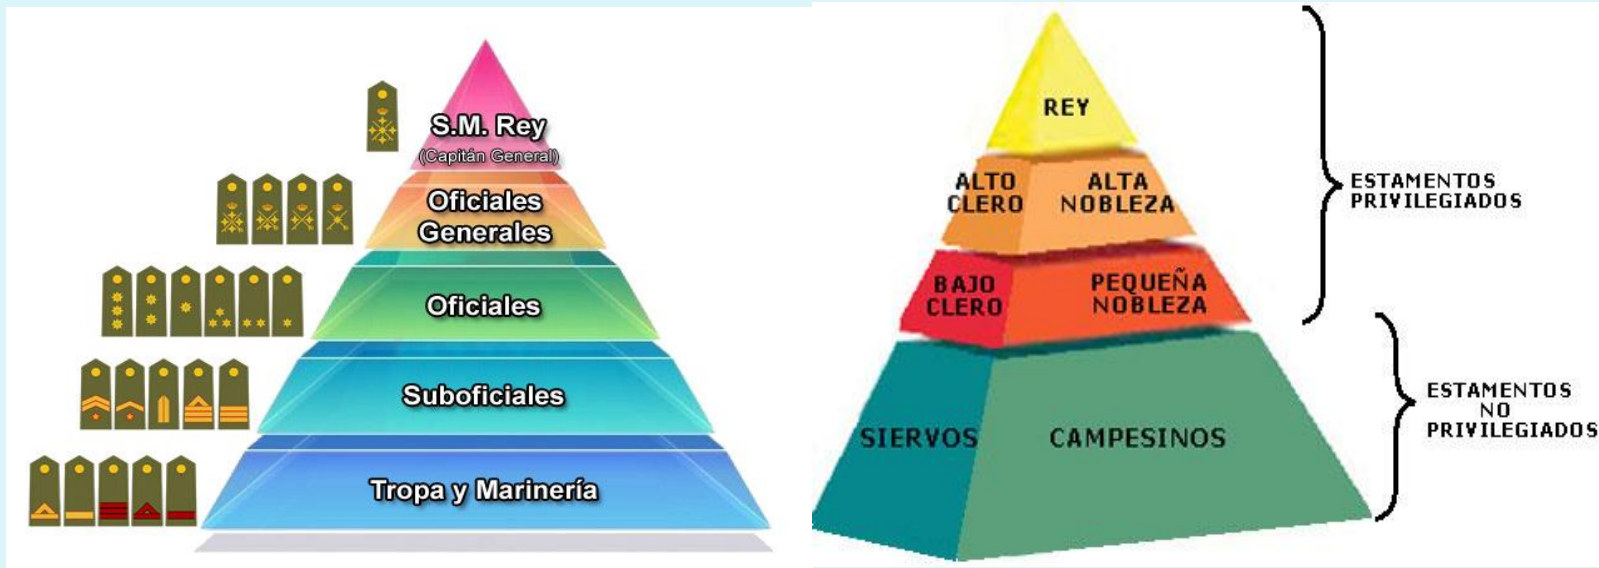 S.M. Rey
(Capitán General)
Oficiales
Generales
Oficiales
Suboficiales
Tropa y Marinería
REY
ALTO
CLERO
ALTA
NOBLEZA
BAJO
CLERO
PEQUEÑA
NOBLEZA
SIERVOS
CAMPESINOS
ESTAMENTOS
PRIVILEGIADOS
ESTAMENTOS
NO
PRIVILEGIADOS